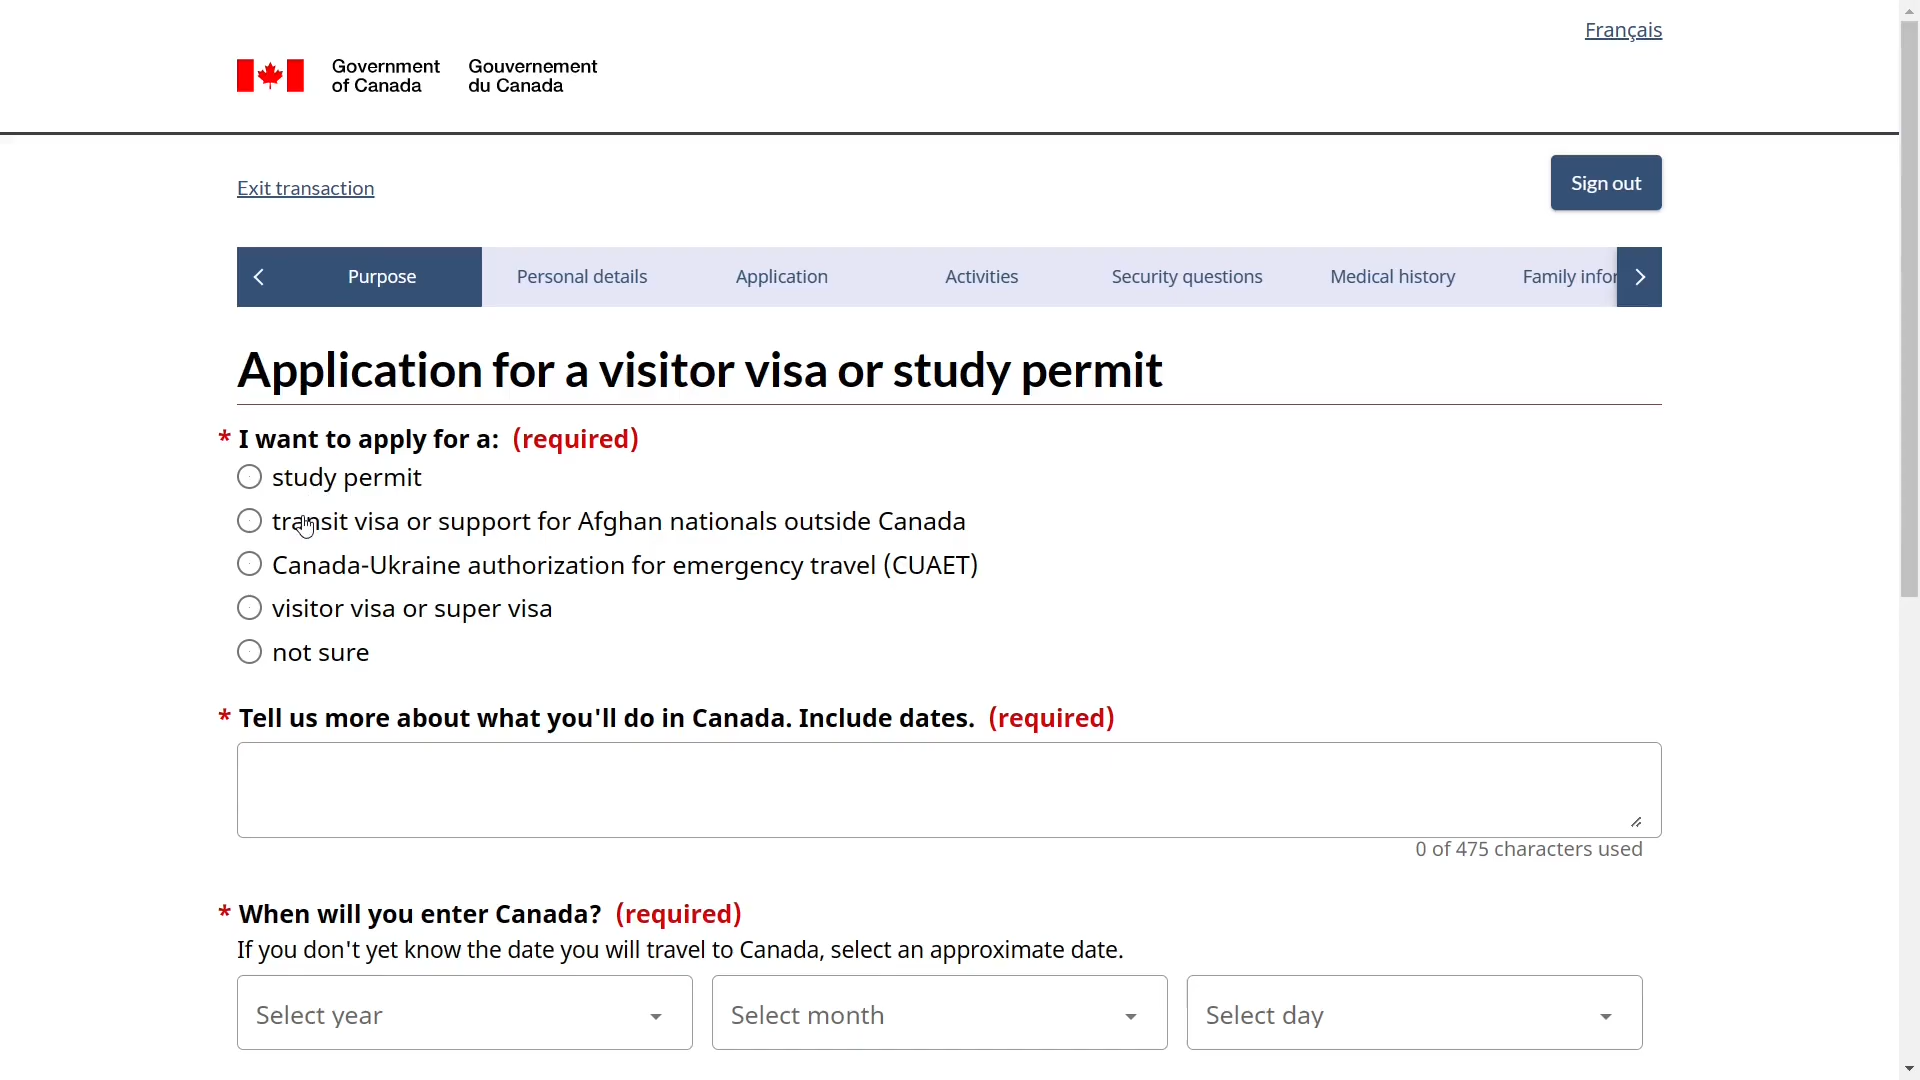 Français
Government of Canada
Gouvernement du Canada
Exit transaction
Sign out
Purpose
Personal details
Application
Activities
Security questions
Medical history
Family infor
Application for a visitor visa or study permit
* I want to apply for a: (required)
study permit
transit visa or support for Afghan nationals outside Canada
Canada-Ukraine authorization for emergency travel (CUAET)
visitor visa or super visa
not sure
* Tell us more about what you'll do in Canada. Include dates. (required)
0 of 475 characters used
* When will you enter Canada? (required)
If you don't yet know the date you will travel to Canada, select an approximate date.
Select year
Select month
Select day